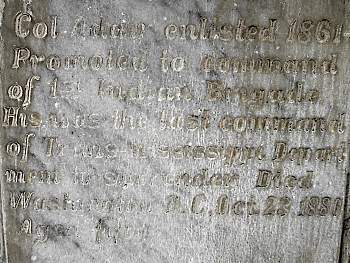 Col. Adair enlisted 1861
Promoted to command
of 1st Indian Brigade
His was the last command
of Trans-Mississippi Depart
ment to surrender Died
Washington D.C. Oct. 23 1880
Aged